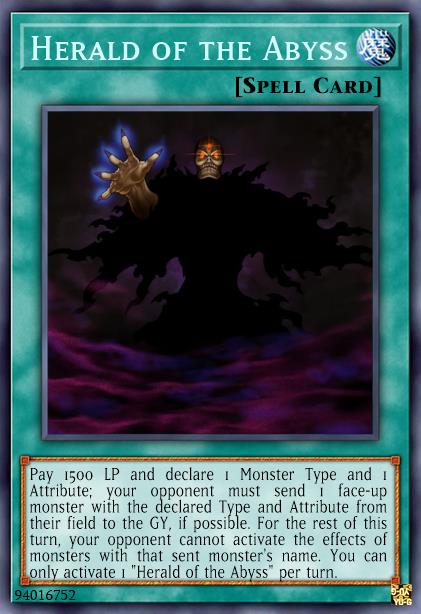 Herald of the Abyss
魔
[Spell Card]
Pay 1500 LP and declare 1 Monster Type and 1
Attribute; your opponent must send 1 face-up
monster with the declared Type and Attribute from
their field to the GY, if possible. For the rest of this
turn, your opponent cannot activate the effects of
monsters with that sent monster's name. You can
only activate 1 "Herald of the Abyss" per turn.
94016752